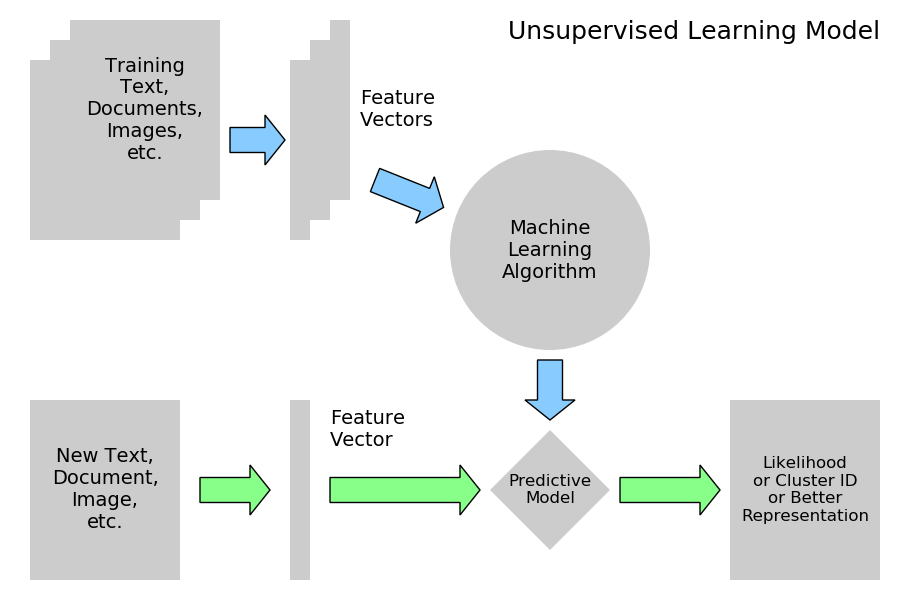 Unsupervised Learning Model
Training
Text,
Documents,
Images,
etc.
Feature
Vectors
Machine
Learning
Algorithm
New Text,
Document,
Image,
etc.
Feature
Vector
Predictive
Model
Likelihood
or Cluster ID
or Better
Representation